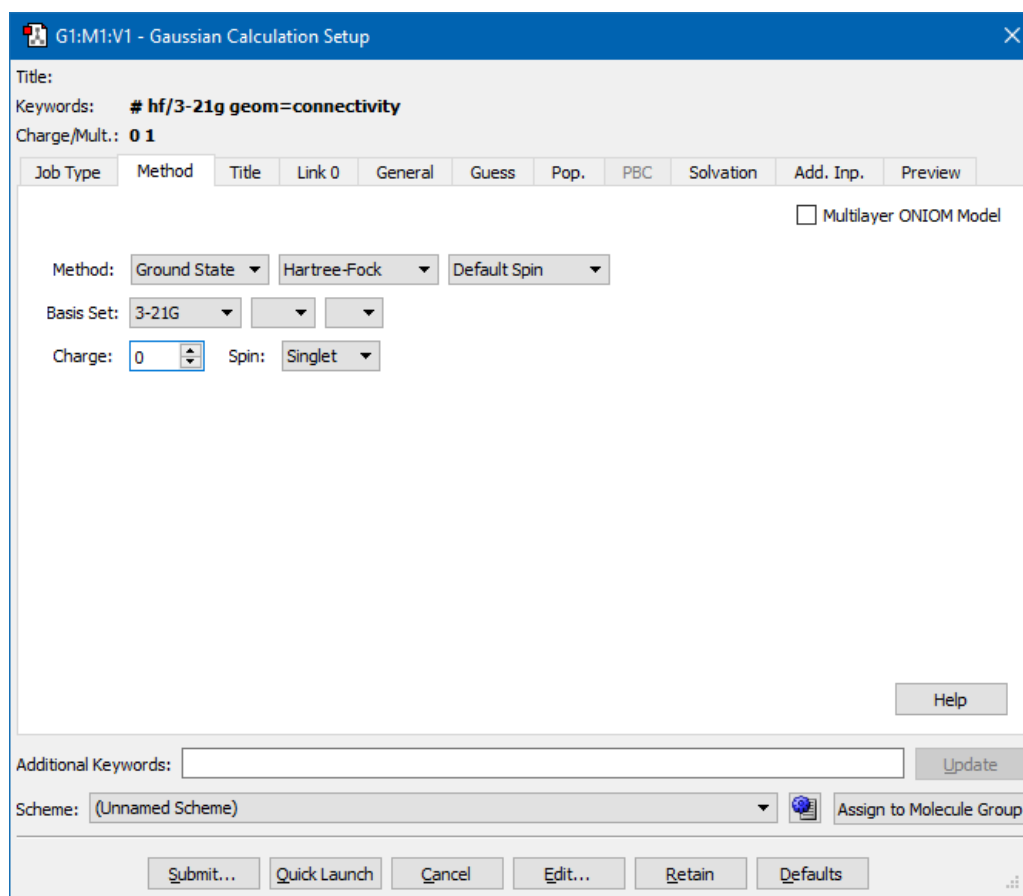 G1:M1:V1 - Gaussian Calculation Setup
Title:
Keywords: # hf/3-21g geom=connectivity
Charge/Mult.: 0 1
Job Type Method Title Link 0 General Guess Pop. PBC Solvation Add. Inp. Preview
Multilayer ONIOM Model
Method: Ground State Hartree-Fock Default Spin
Basis Set: 3-21G
Charge: 0 Spin: Singlet
Help
Additional Keywords: Update
Scheme: (Unnamed Scheme) Assign to Molecule Group
Submit... Quick Launch Cancel Edit... Retain Defaults